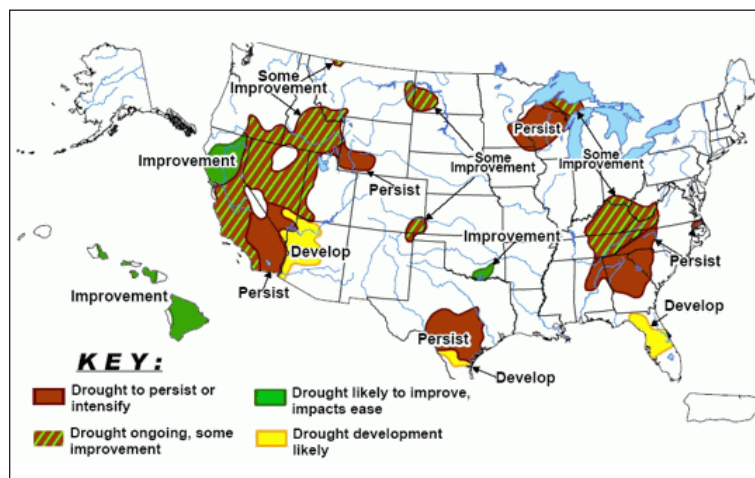 Some
Improvement
Improvement
Persist
Some
Improvement
Persist
Some
Improvement
Develop
Improvement
Persist
Improvement
Persist
Develop
Persist
Develop
KEY:
Drought to persist or
intensify
Drought likely to improve,
impacts ease
Drought ongoing, some
improvement
Drought development
likely